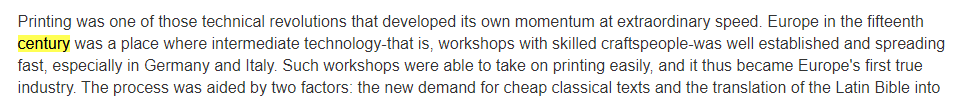 Printing was one of those technical revolutions that developed its own momentum at extraordinary speed. Europe in the fifteenth
century was a place where intermediate technology-that is, workshops with skilled craftspeople-was well established and spreading
fast, especially in Germany and Italy. Such workshops were able to take on printing easily, and it thus became Europe's first true
industry. The process was aided by two factors: the new demand for cheap classical texts and the translation of the Latin Bible into